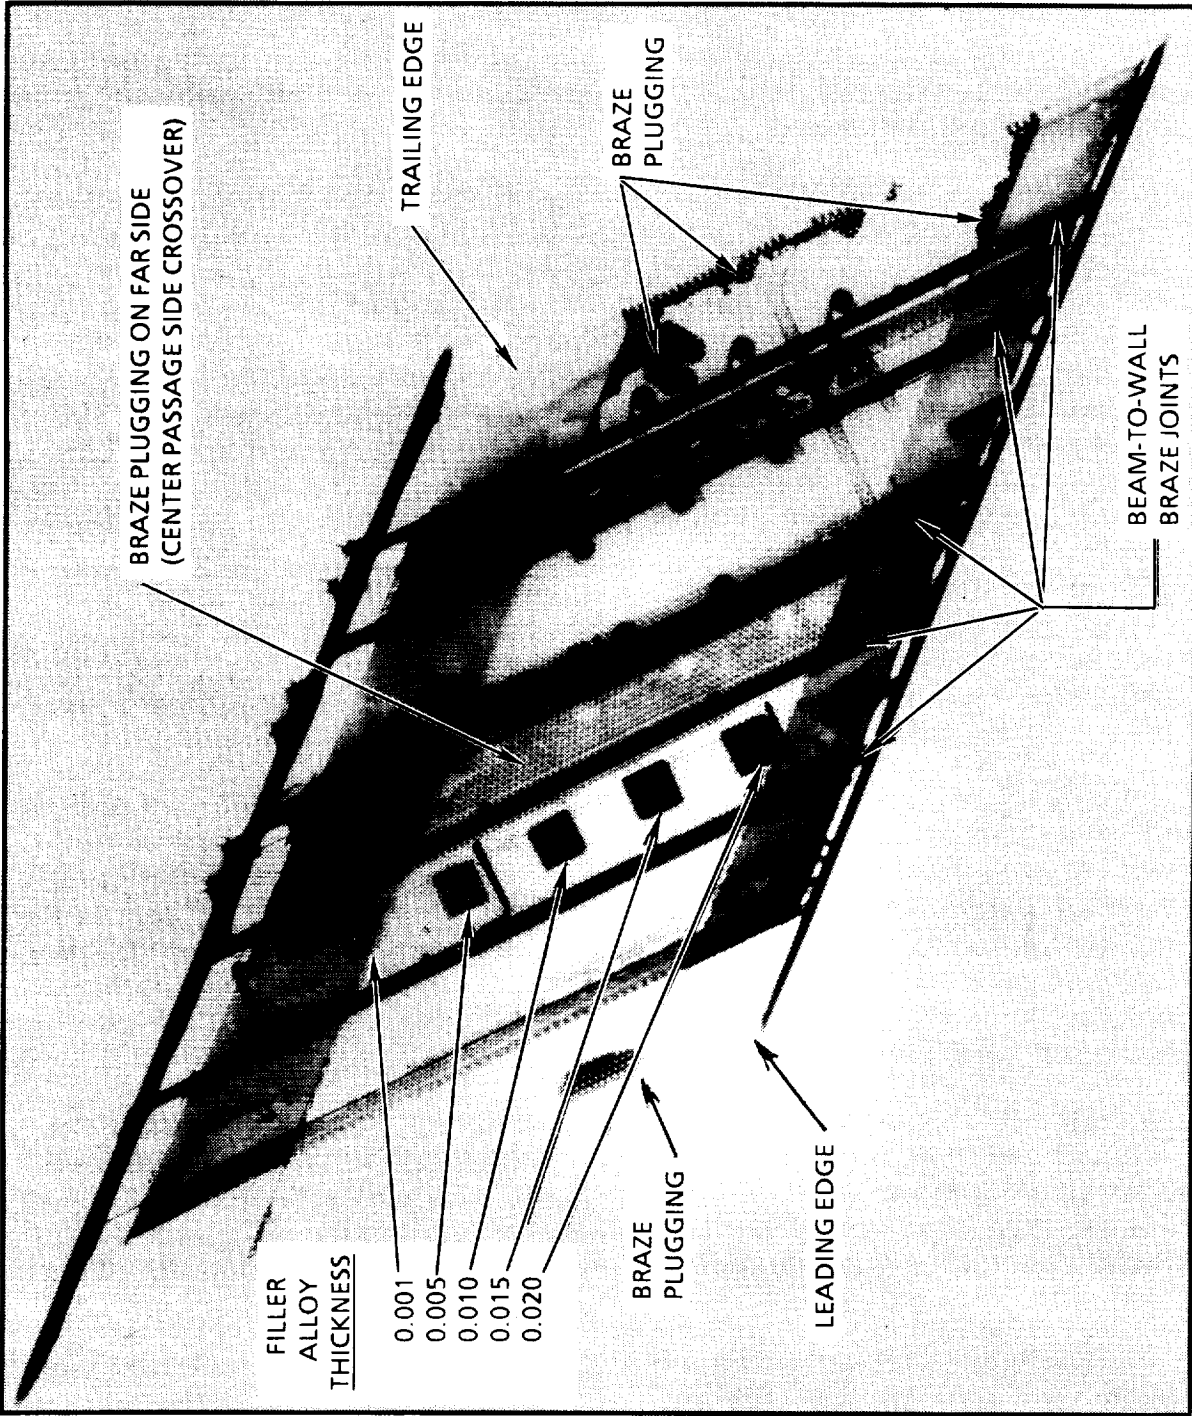 BRAZE PLUGGING ON FAR SIDE
(CENTER PASSAGE SIDE CROSSOVER)
TRAILING EDGE
BRAZE
PLUGGING
FILLER
ALLOY
THICKNESS
0.001
0.005
0.010
0.015
0.020
BRAZE
PLUGGING
LEADING EDGE
BEAM-TO-WALL
BRAZE JOINTS